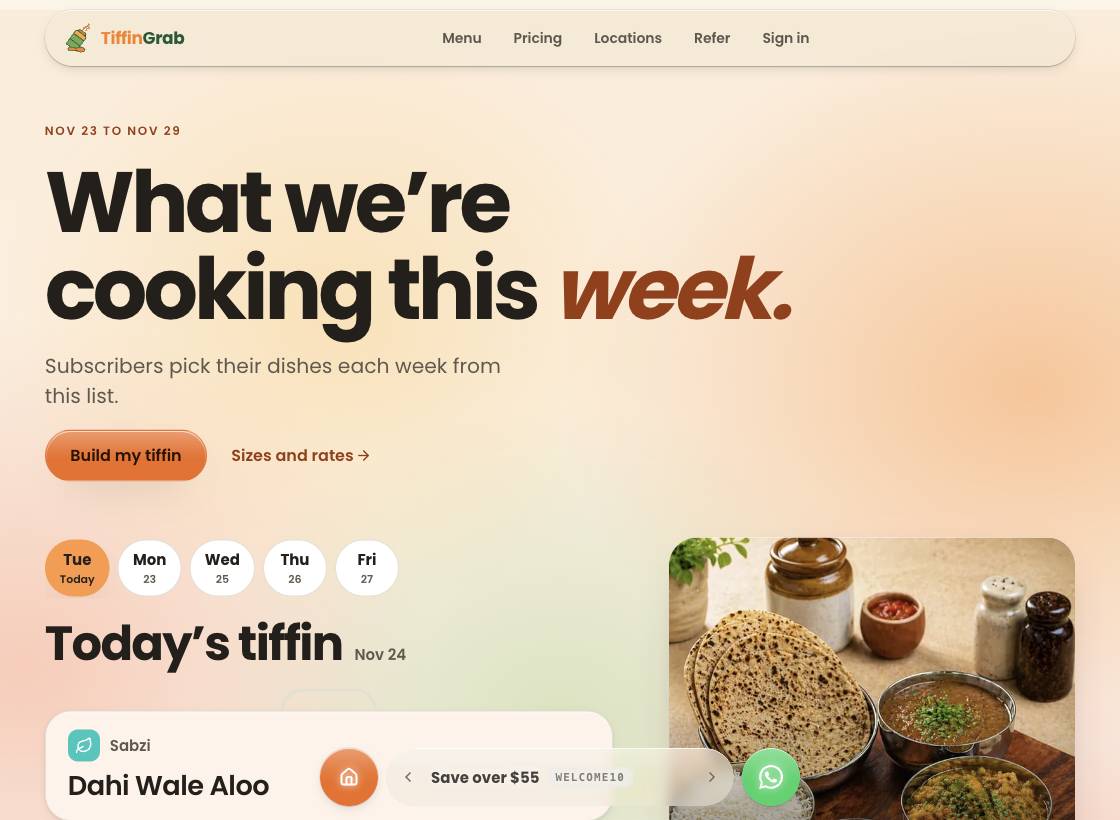 TiffinGrab
Menu
Pricing
Locations
Refer
Sign in
NOV 23 TO NOV 29
What we’re
cooking this week.
Subscribers pick their dishes each week from
this list.
Build my tiffin
Sizes and rates →
Tue
Today
Mon
23
Wed
25
Thu
26
Fri
27
Today’s tiffin Nov 24
Sabzi
Dahi Wale Aloo
Save over $55 WELCOME10